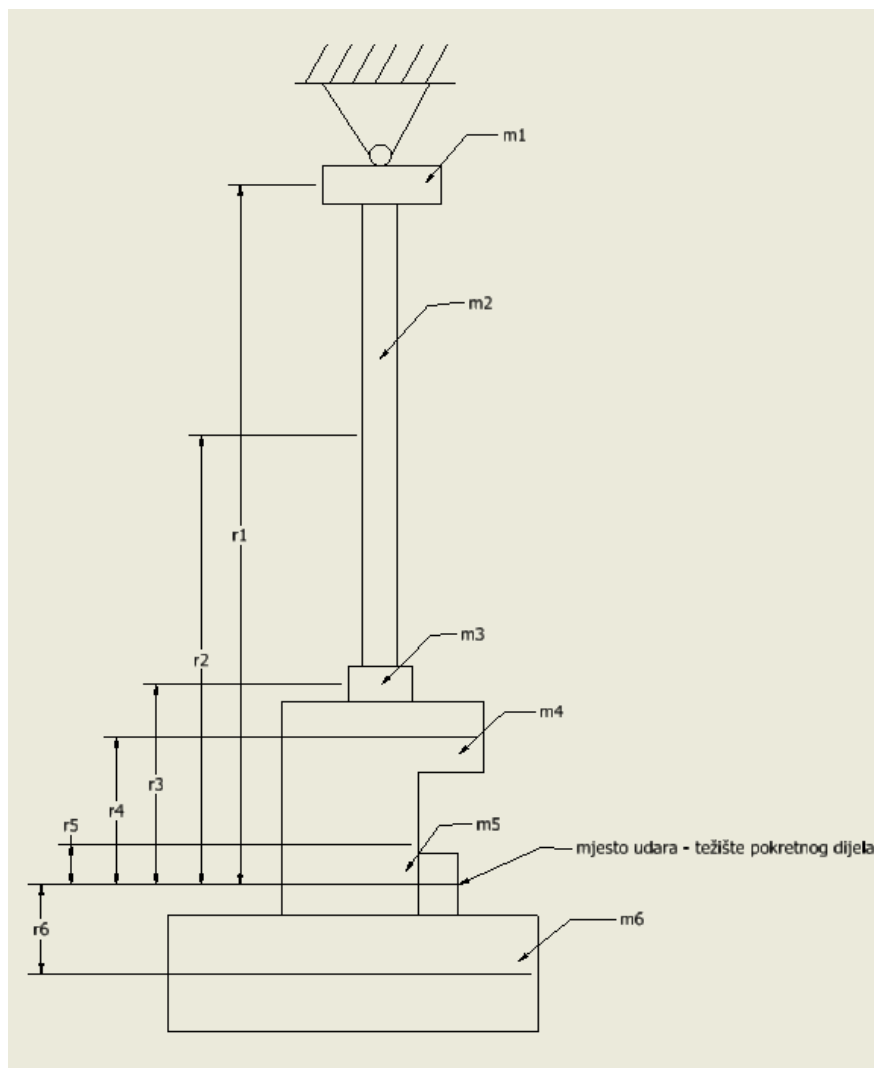 m1
m2
r1
m3
r2
m4
r3
r4
r5
m5
mjesto udara - težište pokretnog dijela
m6
r6